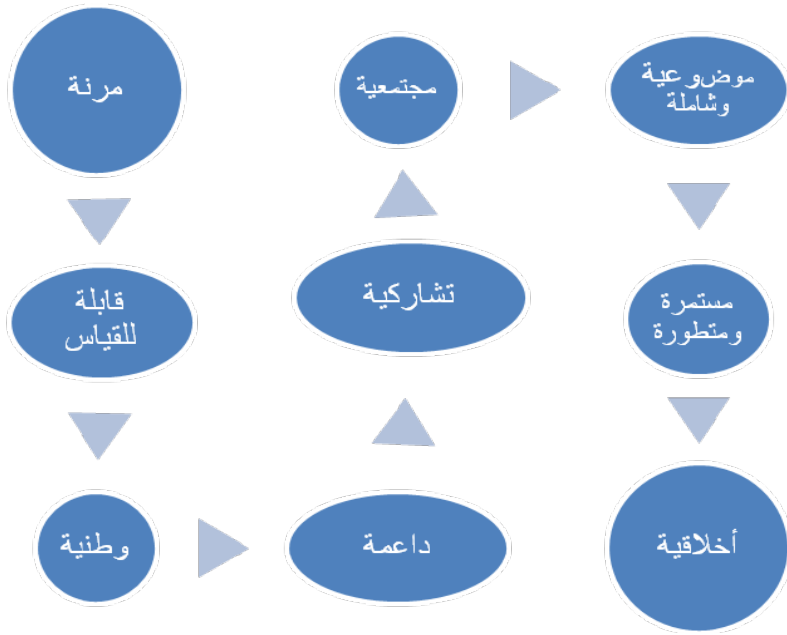 مرنة
قابلة
للقياس
وطنية
داعمة
تشاركية
مجتمعية
موضوعية
وشاملة
مستمرة
ومتطورة
أخلاقية